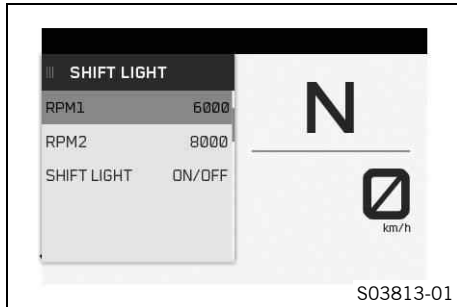 SHIFT LIGHT
RPM1 6000
RPM2 8000
SHIFT LIGHT ON/OFF
N
0
km/h
S03813-01